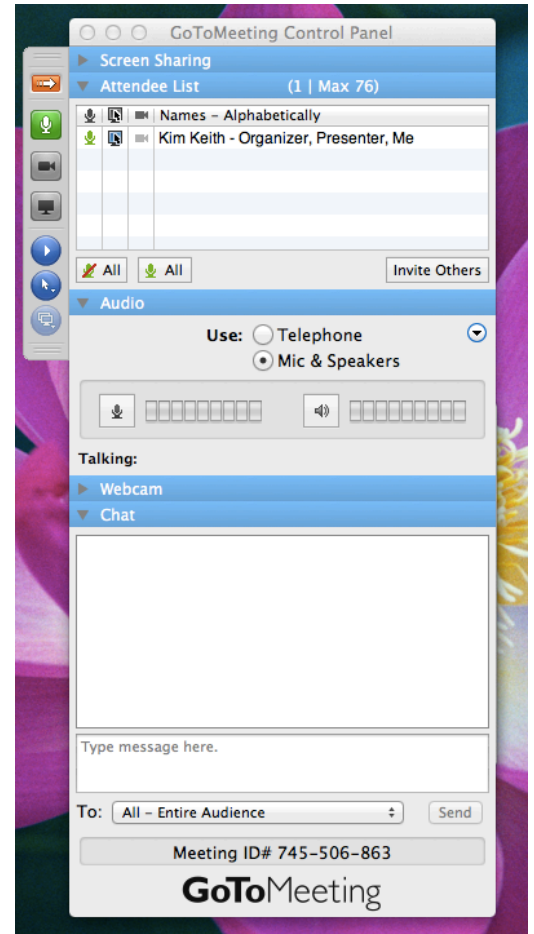 GoToMeeting Control Panel
Screen Sharing
Attendee List (1 | Max 76)
Names – Alphabetically
Kim Keith - Organizer, Presenter, Me
All All Invite Others
Audio
Use: Telephone
Mic & Speakers
Talking:
Webcam
Chat
Type message here.
To: All – Entire Audience Send
Meeting ID# 745-506-863
GoToMeeting